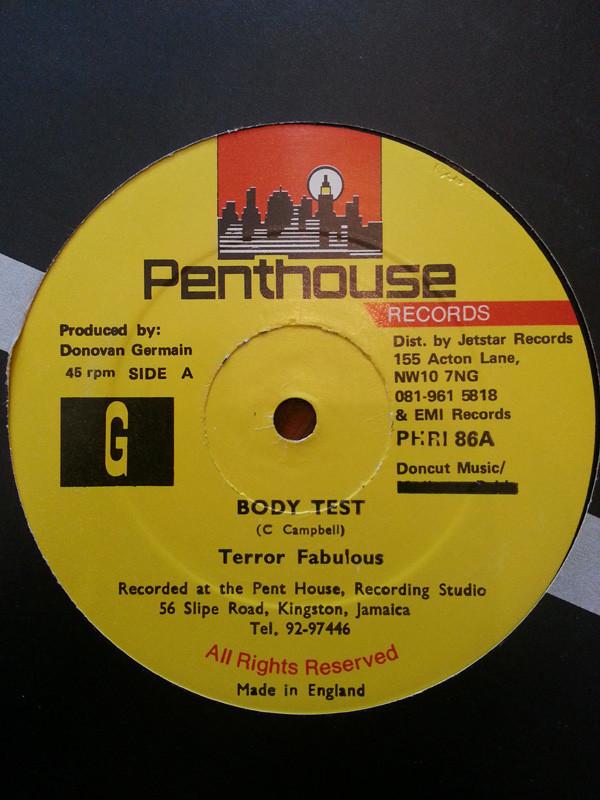 Penthouse
RECORDS
Produced by:
Donovan Germain
45 rpm SIDE A
G
Dist. by Jetstar Records
155 Acton Lane,
NW10 7NG
081-961 5818
& EMI Records
86A
Doncut Music/
BODY TEST
(C Campbell)
Terror Fabulous
Recorded at the Pent House, Recording Studio
56 Slipe Road, Kingston, Jamaica
Tel. 92-97446
All Rights Reserved
Made in England